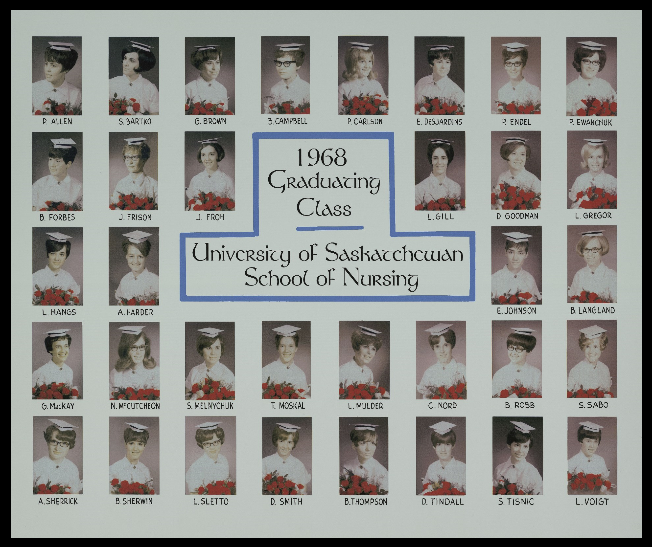 P. ALLEN S. BARTKO G. BROWN B. CAMPBELL P. CARLSON E. DESJARDINS R. ENDEL P. EWANCHUK
1968
Graduating
Class
B. FORBES J. FRISON J. FROH L. GILL D. GOODMAN L. GREGOR
University of Saskatchewan
School of Nursing
L. HANGS A. HARDER E. JOHNSON B. LANGLAND
G. MacKAY N. McCUTCHEON S. MELNYCHUK T. MOSKAL L. MULDER C. NORD B. ROBB S. SABO
A. SHERRICK B. SHERWIN L. SLETTO D. SMITH B. THOMPSON D. TINDALL S. TISNIC L. VOIGT